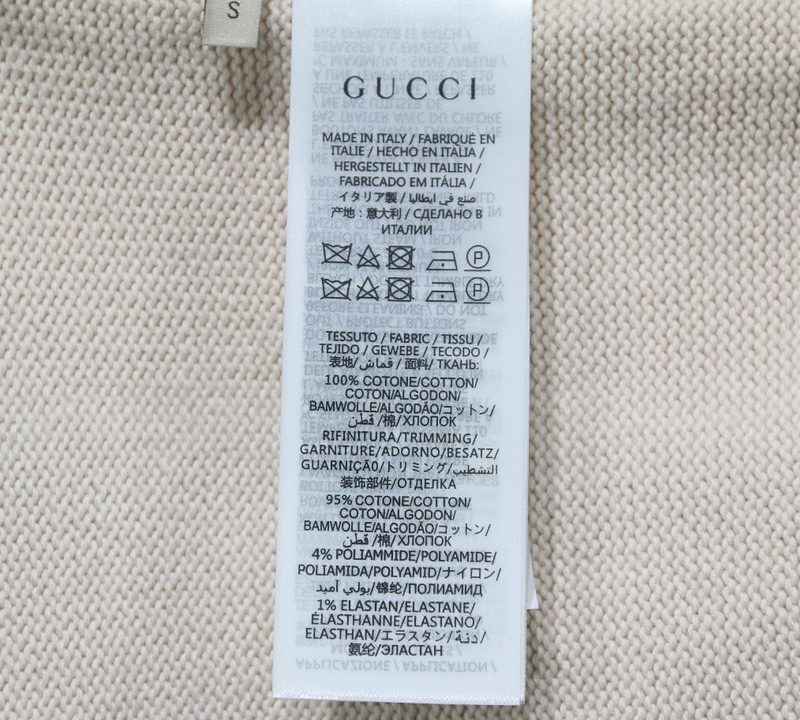 S
GUCCI
MADE IN ITALY / FABRIQUÉ EN
ITALIE / HECHO EN ITALIA /
HERGESTELLT IN ITALIEN /
FABRICADO EM ITÁLIA /
イタリア製 / صنع في ايطاليا /
产地 : 意大利 / СДЕЛАНО В
ИТАЛИИ
P
P
TESSUTO / FABRIC / TISSU /
TEJIDO / GEWEBE / TECODO /
表地/قماش / 面料/ ТКАНЬ:
100% COTONE/COTTON/
COTON/ALGODON/
BAMWOLLE/ALGODÃO/コットン/
قطن /棉/ХЛОПОК
RIFINITURA/TRIMMING/
GARNITURE/ADORNO/BESATZ/
GUARNIÇÃO/トリミング/التشطيب/
装饰部件/ОТДЕЛКА
95% COTONE/COTTON/
COTON/ALGODON/
BAMWOLLE/ALGODÃO/コットン/
قطن /棉/ХЛОПОК
4% POLIAMMIDE/POLYAMIDE/
POLIAMIDA/POLYAMID/ナイロン/
بولي آميد/锦纶/ПОЛИАМИД
1% ELASTAN/ELASTANE/
ÉLASTHANNE/ELASTANO/
ELASTHAN/エラスタン/
氨纶/ЭЛАСТАН